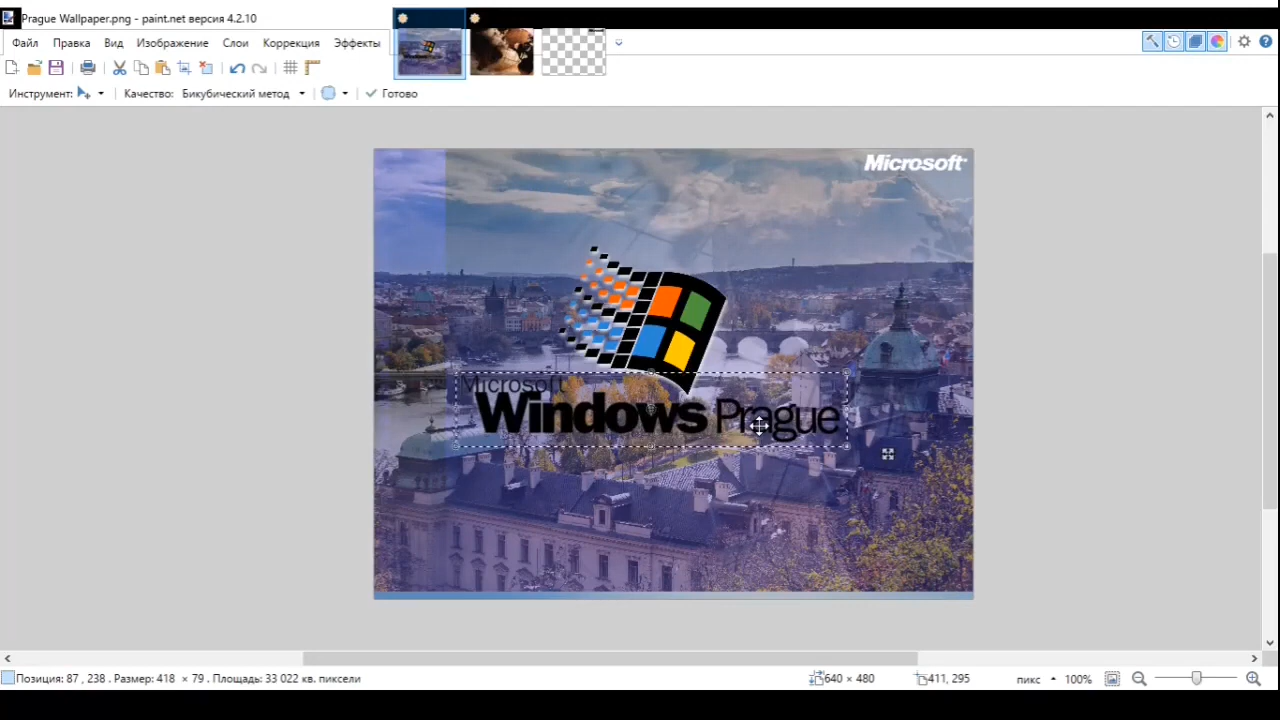 Prague Wallpaper.png - paint.net версия 4.2.10
Файл Правка Вид Изображение Слои Коррекция Эффекты
Инструмент: Качество: Бикубический метод Готово
Microsoft
Microsoft
Windows Prague
Позиция: 87 , 238 . Размер: 418 × 79 . Площадь: 33 022 кв. пиксели 640 × 480 411, 295 пикс 100%